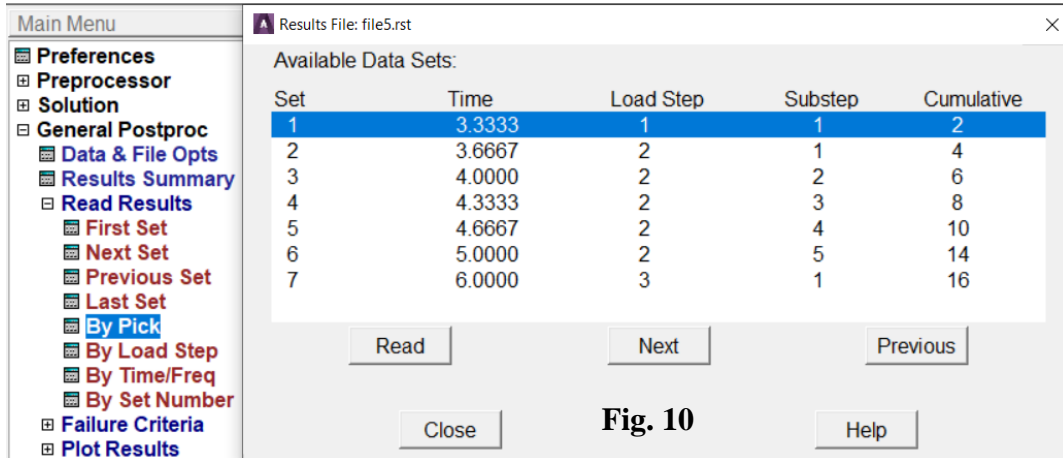 Main Menu
Preferences
Preprocessor
Solution
General Postproc
Data & File Opts
Results Summary
Read Results
First Set
Next Set
Previous Set
Last Set
By Pick
By Load Step
By Time/Freq
By Set Number
Failure Criteria
Plot Results
Results File: file5.rst
Available Data Sets:
Set Time Load Step Substep Cumulative
1 3.3333 1 1 2
2 3.6667 2 1 4
3 4.0000 2 2 6
4 4.3333 2 3 8
5 4.6667 2 4 10
6 5.0000 2 5 14
7 6.0000 3 1 16
Read Next Previous
Close Fig. 10 Help